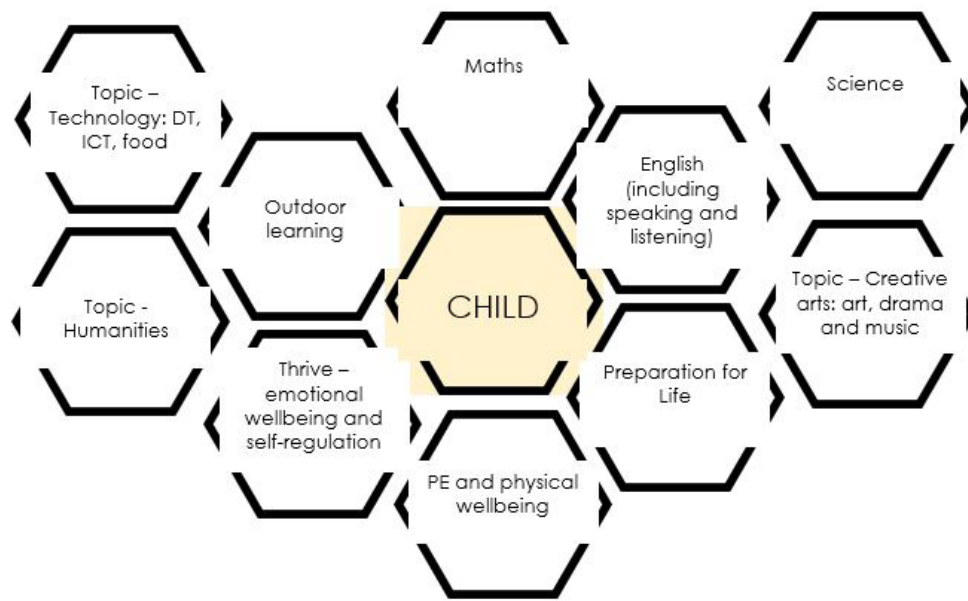 Topic –
Technology: DT,
ICT, food
Maths
Science
Outdoor
learning
English
(including
speaking and
listening)
Topic -
Humanities
CHILD
Topic – Creative
arts: art, drama
and music
Thrive –
emotional
wellbeing and
self-regulation
Preparation for
Life
PE and physical
wellbeing